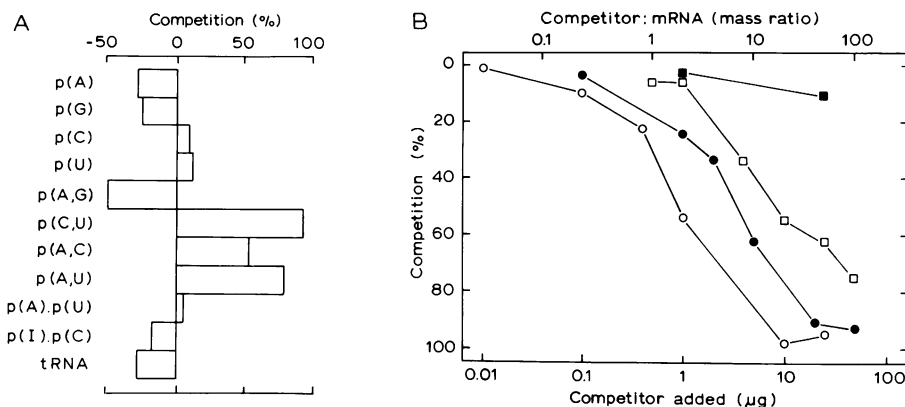 A
Competition (%)
-50 0 50 100
p(A)
p(G)
p(C)
p(U)
p(A,G)
p(C,U)
p(A,C)
p(A,U)
p(A).p(U)
p(I).p(C)
tRNA
B
Competitor: mRNA (mass ratio)
0.1 1 10 100
Competition (%)
0
20
40
60
80
100
0.01 0.1 1 10 100
Competitor added (μg)